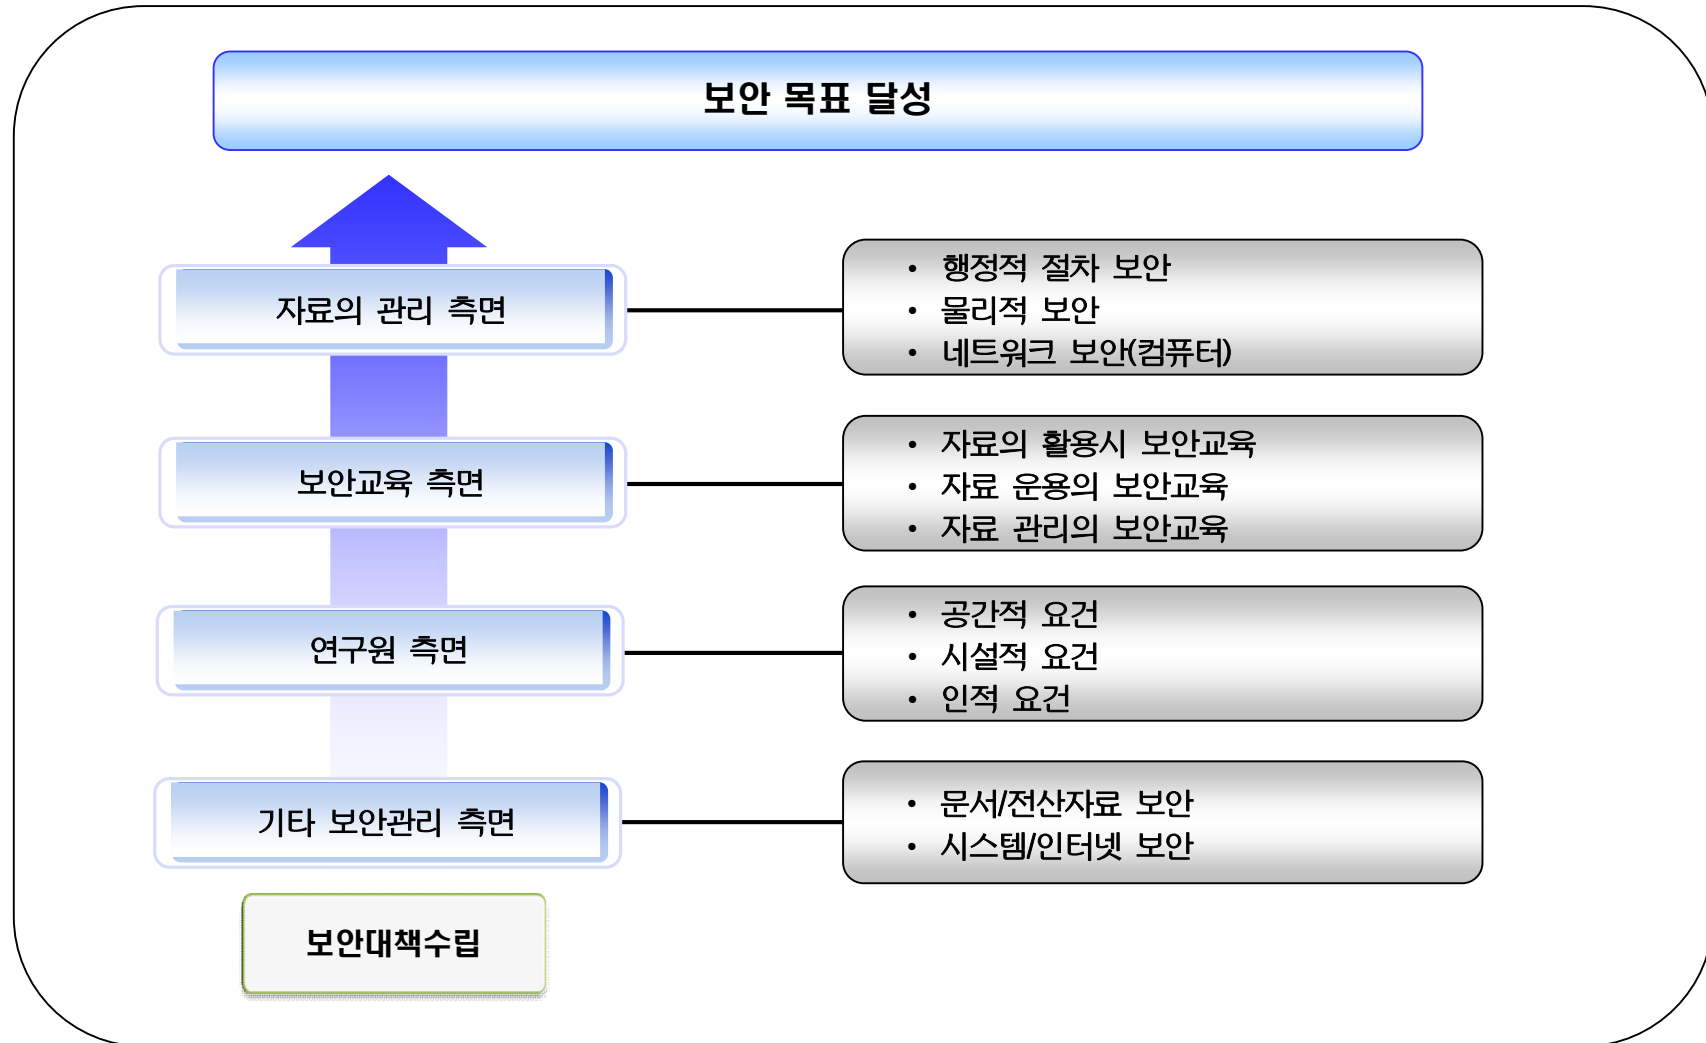 보안 목표 달성
자료의 관리 측면
• 행정적 절차 보안
• 물리적 보안
• 네트워크 보안(컴퓨터)
보안교육 측면
• 자료의 활용시 보안교육
• 자료 운용의 보안교육
• 자료 관리의 보안교육
연구원 측면
• 공간적 요건
• 시설적 요건
• 인적 요건
기타 보안관리 측면
• 문서/전산자료 보안
• 시스템/인터넷 보안
보안대책수립